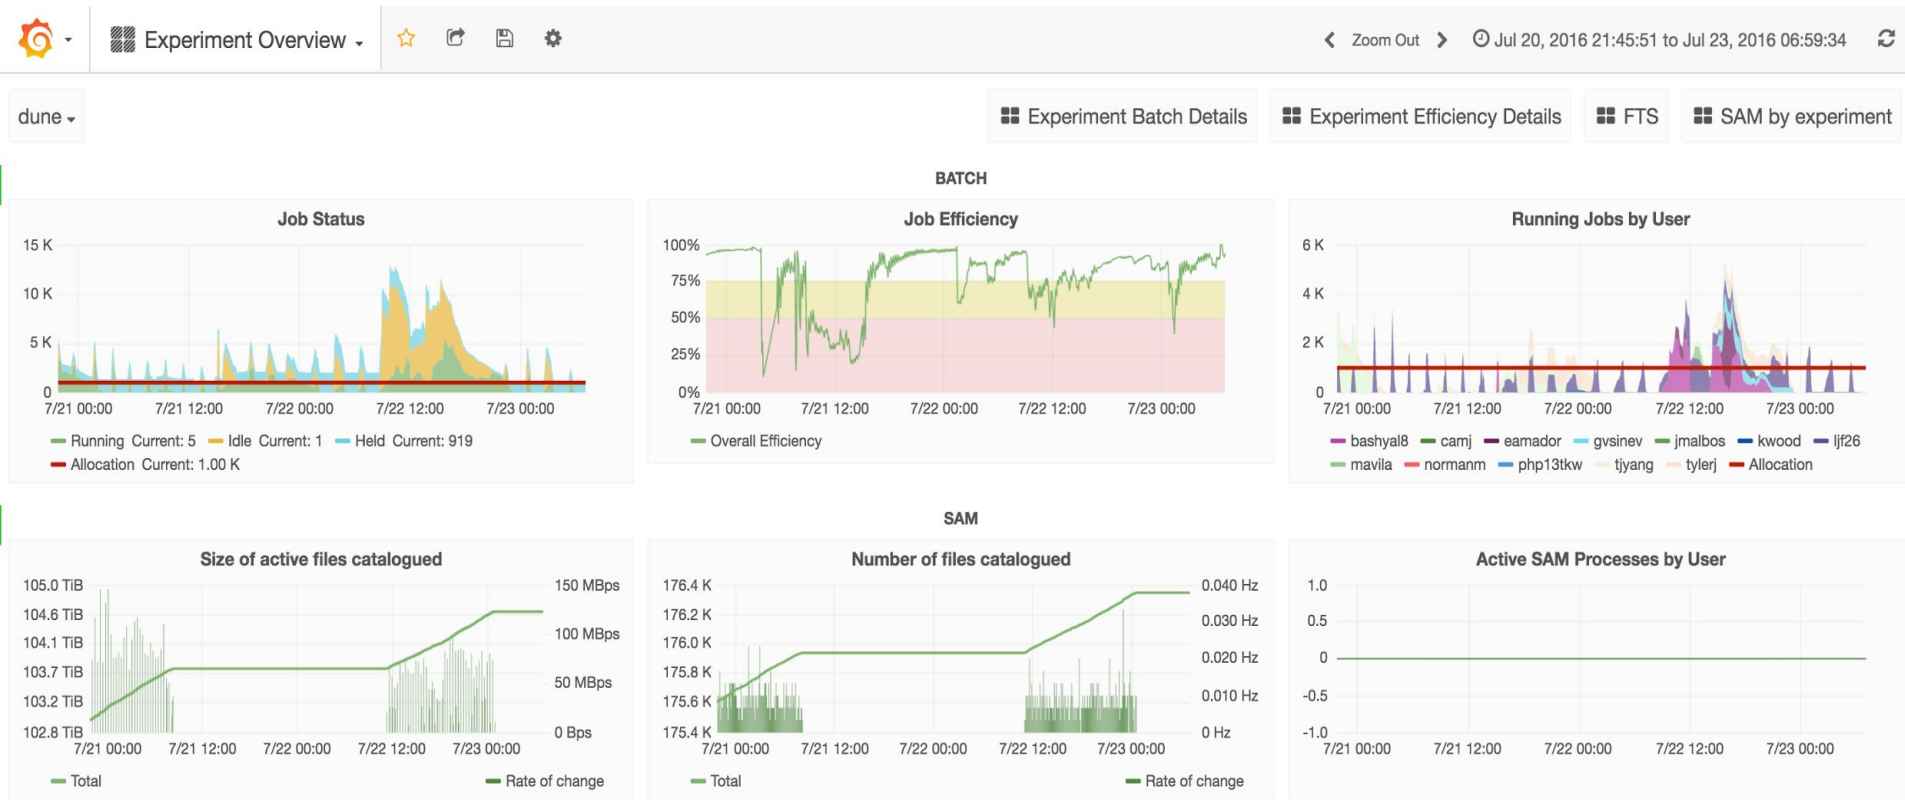 Experiment Overview
Zoom Out
Jul 20, 2016 21:45:51 to Jul 23, 2016 06:59:34
dune
Experiment Batch Details
Experiment Efficiency Details
FTS
SAM by experiment
BATCH
Job Status
15 K
10 K
5 K
0
7/21 00:00 7/21 12:00 7/22 00:00 7/22 12:00 7/23 00:00
Running Current: 5 Idle Current: 1 Held Current: 919
Allocation Current: 1.00 K
Job Efficiency
100%
75%
50%
25%
0%
7/21 00:00 7/21 12:00 7/22 00:00 7/22 12:00 7/23 00:00
Overall Efficiency
Running Jobs by User
6 K
4 K
2 K
0
7/21 00:00 7/21 12:00 7/22 00:00 7/22 12:00 7/23 00:00
bashyal8 camj eamador gvsinev jmalbos kwood ljf26
mavila normanm php13tkw tjyang tylerj Allocation
SAM
Size of active files catalogued
105.0 TiB 150 MBps
104.6 TiB
104.1 TiB 100 MBps
103.7 TiB
50 MBps
103.2 TiB
102.8 TiB 0 Bps
7/21 00:00 7/21 12:00 7/22 00:00 7/22 12:00 7/23 00:00
Total Rate of change
Number of files catalogued
176.4 K 0.040 Hz
176.2 K 0.030 Hz
176.0 K
175.8 K 0.020 Hz
175.6 K 0.010 Hz
175.4 K 0 Hz
7/21 00:00 7/21 12:00 7/22 00:00 7/22 12:00 7/23 00:00
Total Rate of change
Active SAM Processes by User
1.0
0.5
0
-0.5
-1.0
7/21 00:00 7/21 12:00 7/22 00:00 7/22 12:00 7/23 00:00